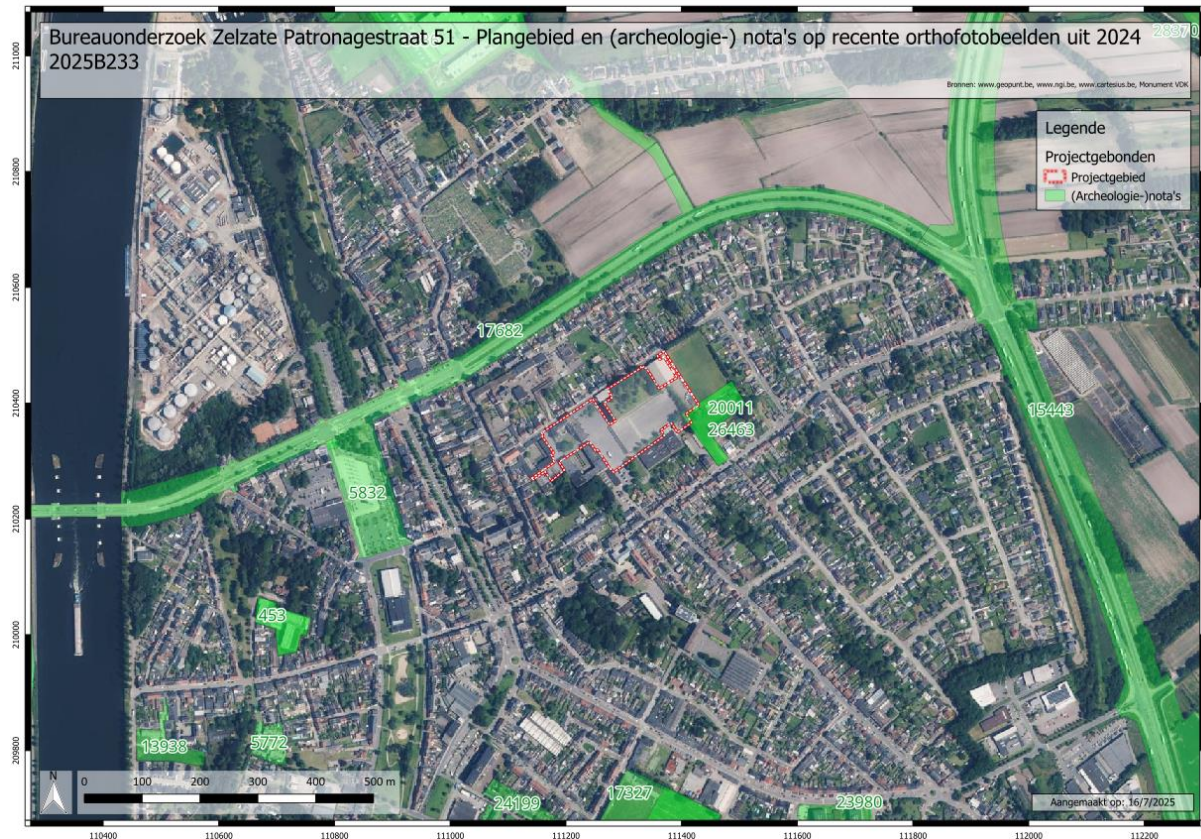 Bureauonderzoek Zelzate Patronagestraat 51 - Plangebied en (archeologie-) nota's op recente orthofotobeelden uit 2024
2025B233
Bronnen: www.geopunt.be, www.ngi.be, www.cartesius.be, Monument VDK
28370
Legende
Projectgebonden
Projectgebied
(Archeologie-)nota's
17682
20011
26463
15443
5832
453
13938
5772
24199
17327
23980
N
0 100 200 300 400 500 m
Aangemaakt op: 16/7/2025
211000
210800
210600
210400
210200
210000
209800
110400 110600 110800 111000 111200 111400 111600 111800 112000 112200